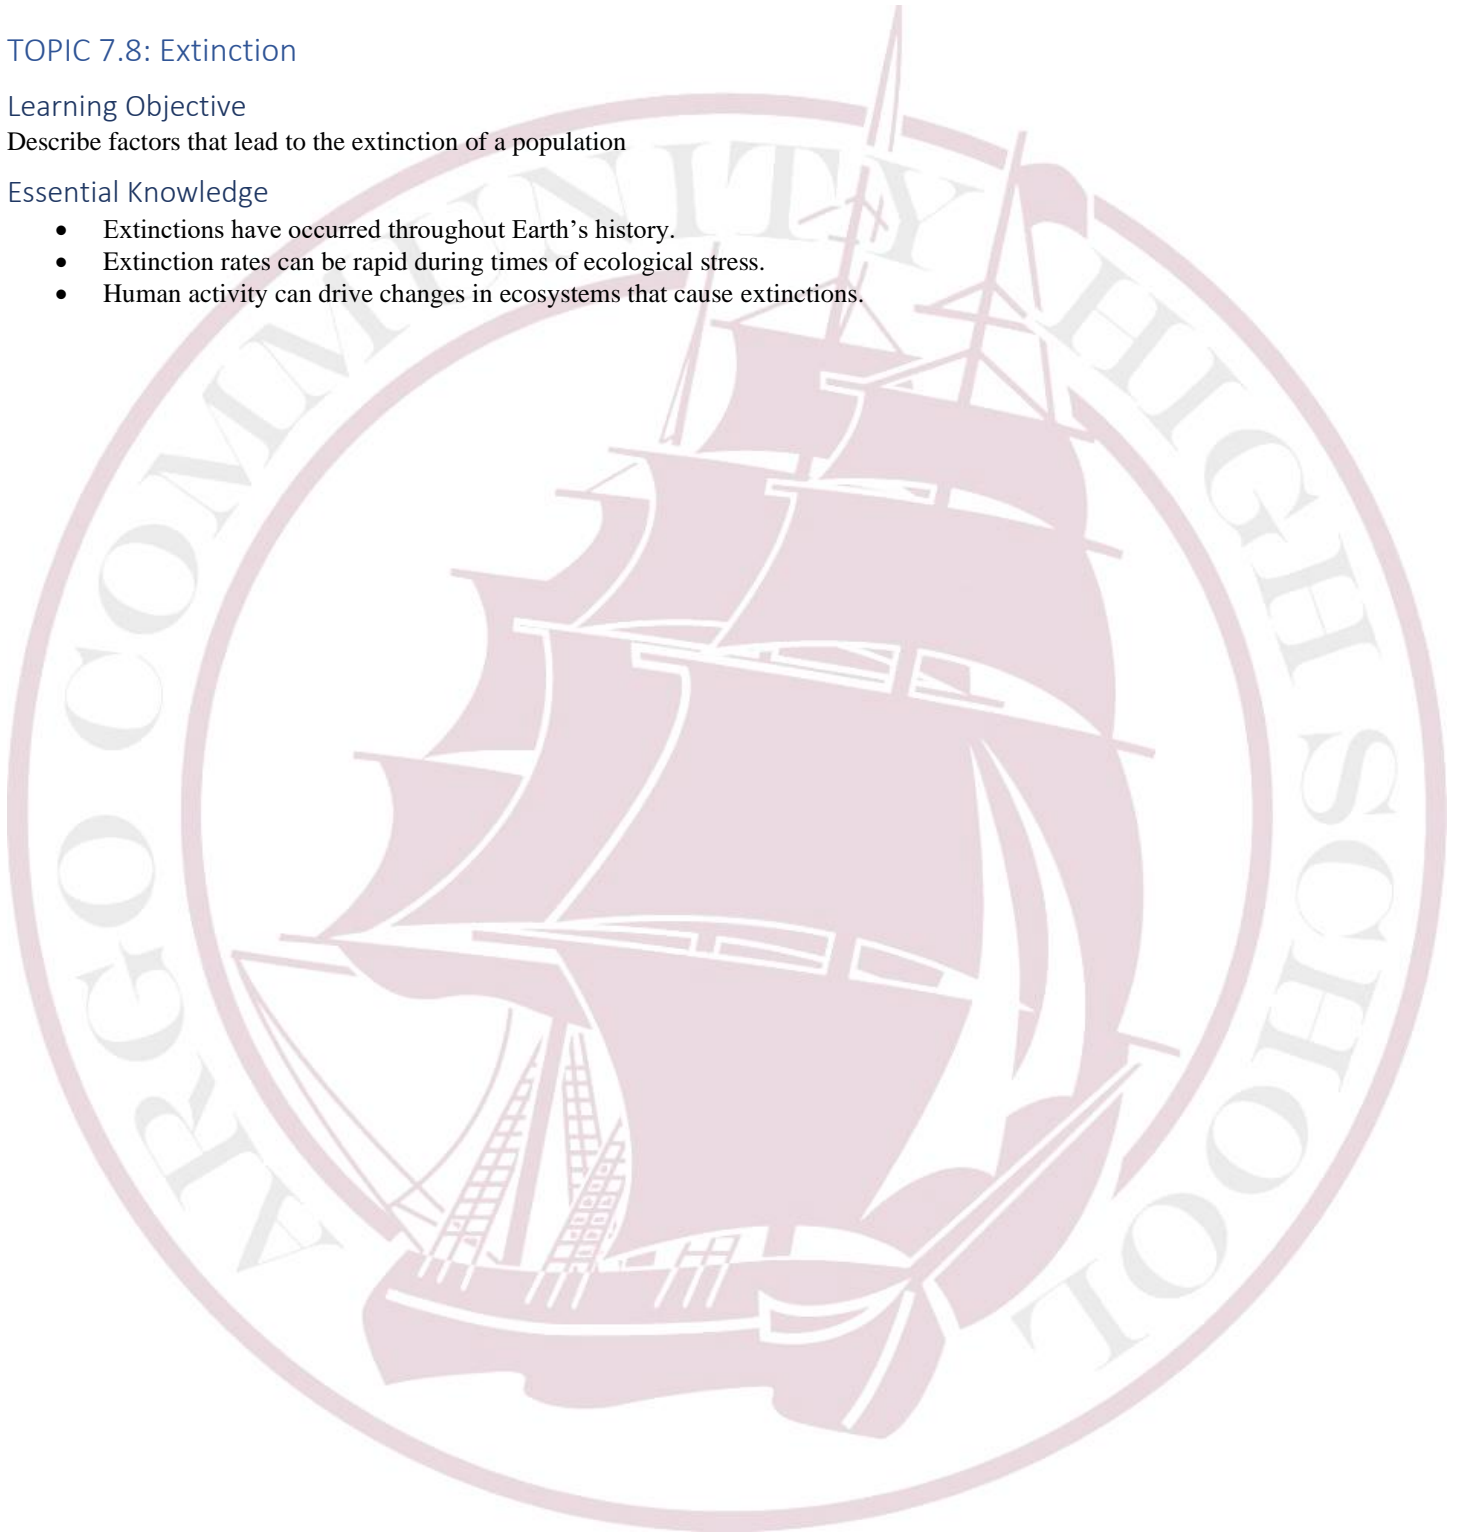 TOPIC 7.8: Extinction
Learning Objective
Describe factors that lead to the extinction of a population
Essential Knowledge
• Extinctions have occurred throughout Earth’s history.
• Extinction rates can be rapid during times of ecological stress.
• Human activity can drive changes in ecosystems that cause extinctions.
ARGO COMMUNITY HIGH SCHOOL